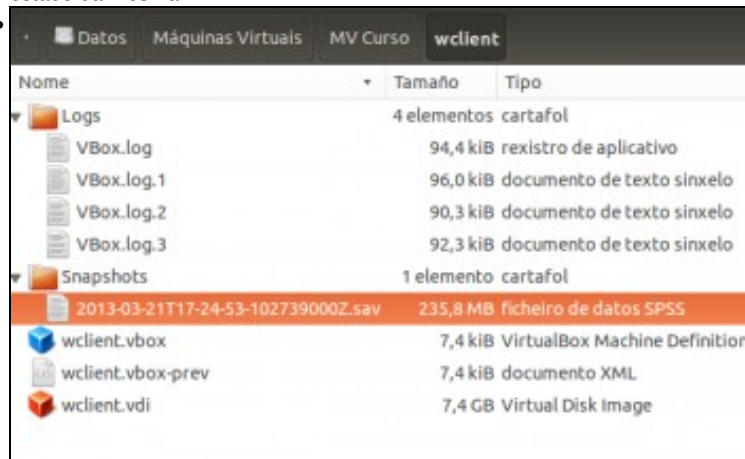 Datos Máquinas Virtuais MV Curso wclient
Nome Tamaño Tipo
Logs 4 elementos cartafol
VBox.log 94,4 kiB rexistro de aplicativo
VBox.log.1 96,0 kiB documento de texto sinxelo
VBox.log.2 90,3 kiB documento de texto sinxelo
VBox.log.3 92,3 kiB documento de texto sinxelo
Snapshots 1 elemento cartafol
2013-03-21T17-24-53-102739000Z.sav 235,8 MB ficheiro de datos SPSS
wclient.vbox 7,4 kiB VirtualBox Machine Definition
wclient.vbox-prev 7,4 kiB documento XML
wclient.vdi 7,4 GB Virtual Disk Image